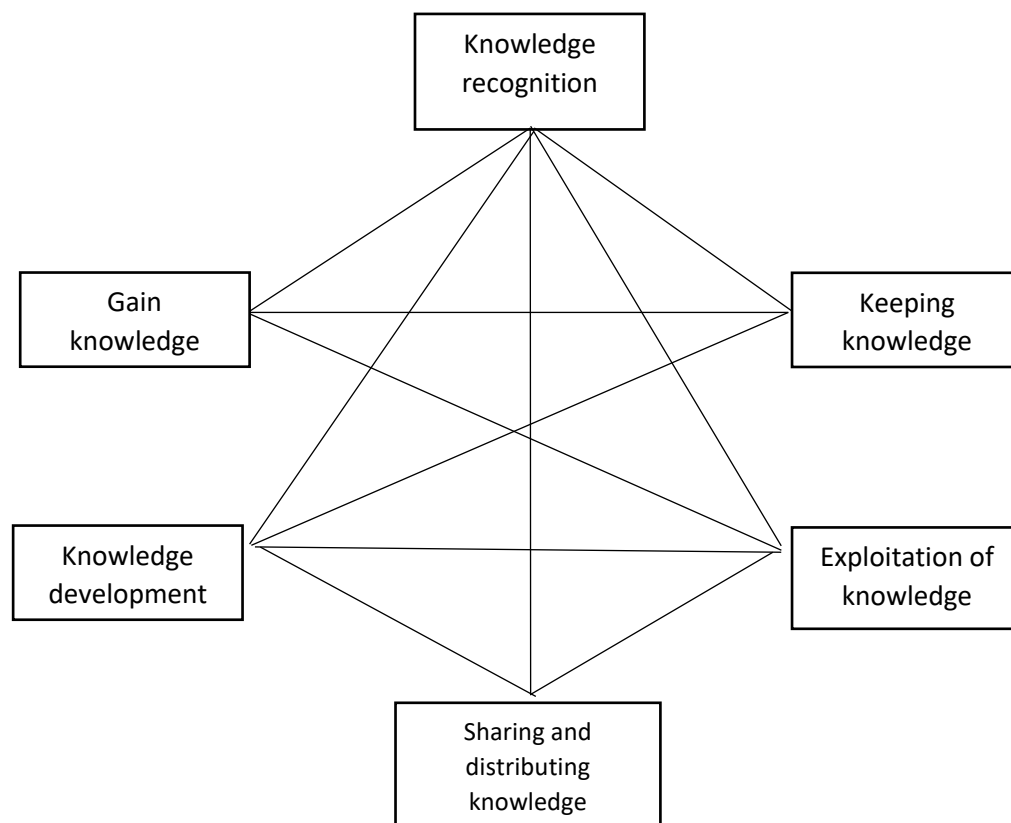 Knowledge
recognition
Gain
knowledge
Keeping
knowledge
Knowledge
development
Exploitation of
knowledge
Sharing and
distributing
knowledge